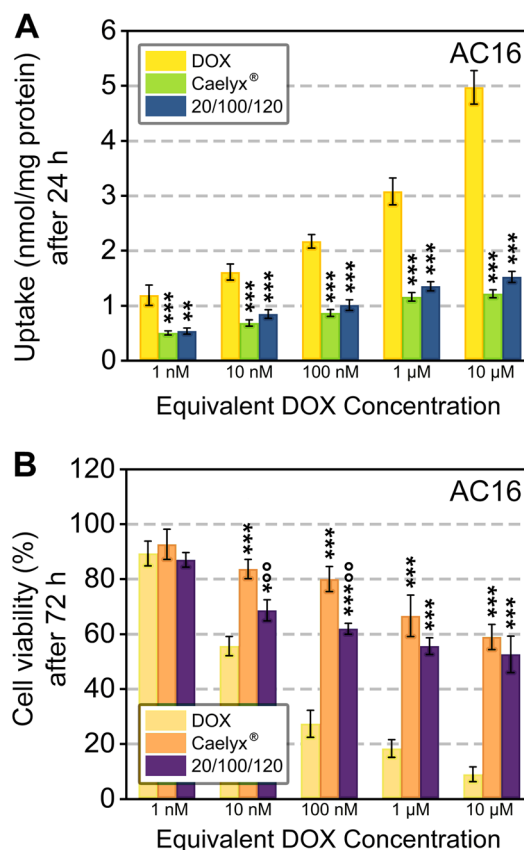 A
AC16
DOX
Caelyx®
20/100/120
Uptake (nmol/mg protein)
after 24 h
6
5
4
3
2
1
0
*** **
*** ***
*** ***
*** ***
*** ***
1 nM 10 nM 100 nM 1 µM 10 µM
Equivalent DOX Concentration
B
AC16
Cell viability (%)
after 72 h
120
100
80
60
40
20
0
*** *°°
*** ***°°
*** ***
*** ***
DOX
Caelyx®
20/100/120
1 nM 10 nM 100 nM 1 µM 10 µM
Equivalent DOX Concentration